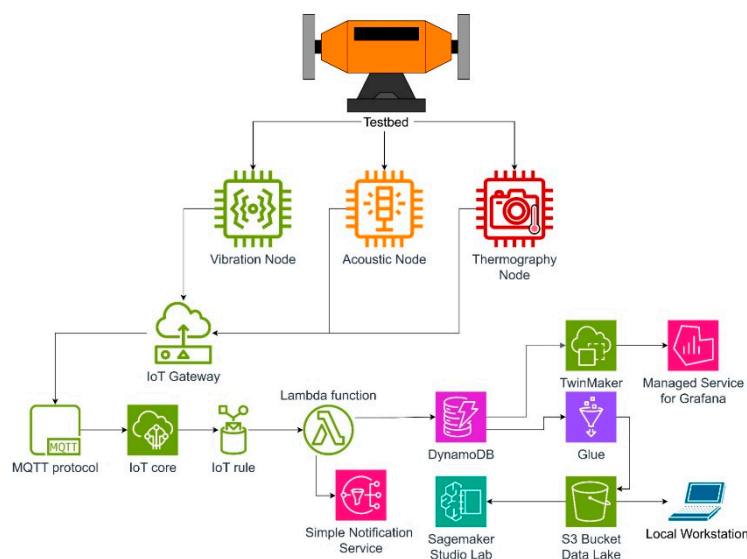 Testbed
Vibration Node
Acoustic Node
Thermography
Node
IoT Gateway
Lambda function
TwinMaker
Managed Service
for Grafana
MQTT
MQTT protocol
IoT core
IoT rule
DynamoDB
Glue
Simple Notification
Service
Sagemaker
Studio Lab
S3 Bucket
Data Lake
Local Workstation